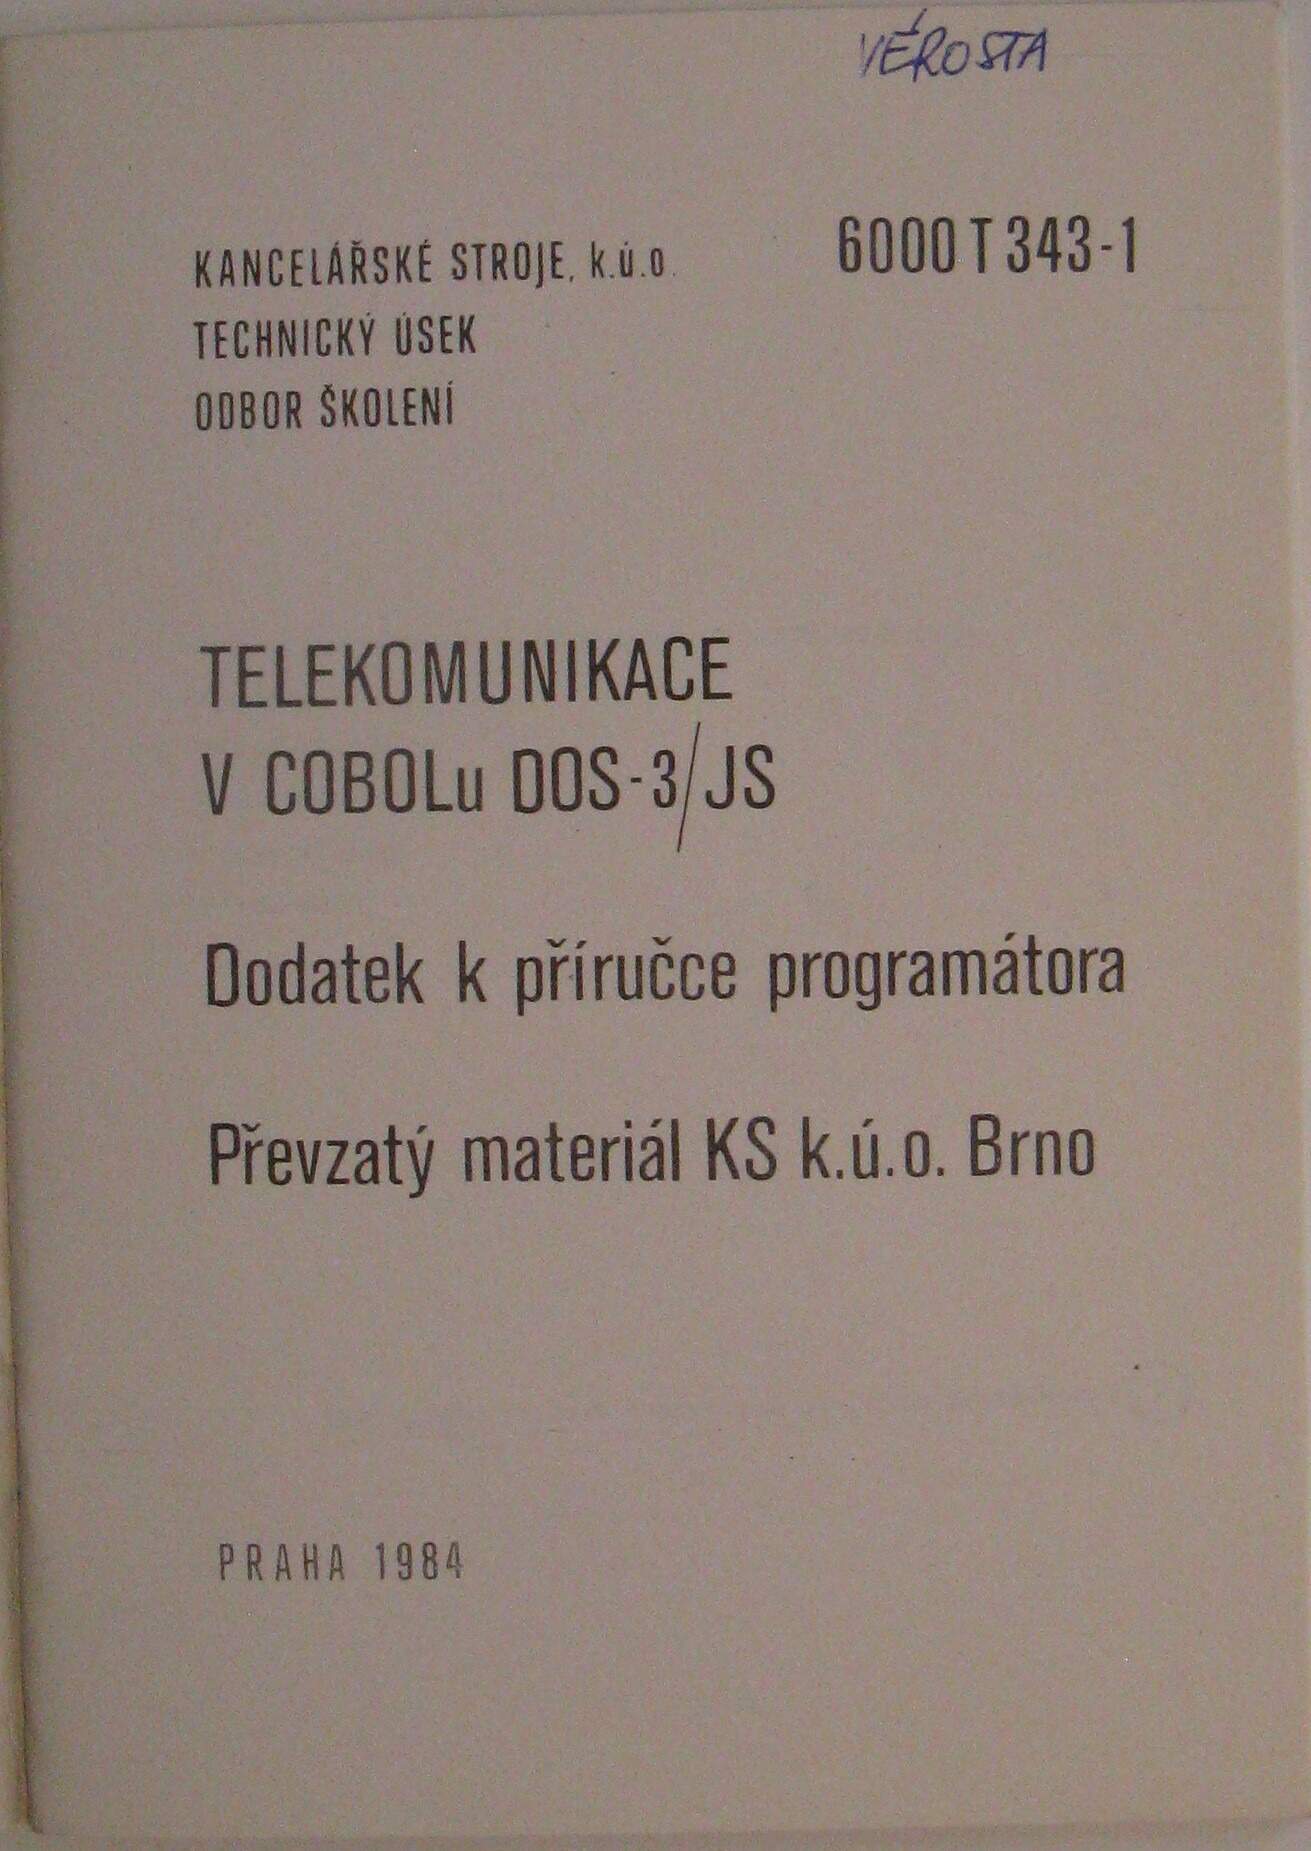 VÉROSTA
KANCELÁŘSKÉ STROJE, k.ú.o.
6000 T 343-1
TECHNICKÝ ÚSEK
ODBOR ŠKOLENÍ
TELEKOMUNIKACE
V COBOLu DOS-3/JS
Dodatek k příručce programátora
Převzatý materiál KS k.ú.o. Brno
PRAHA 1984